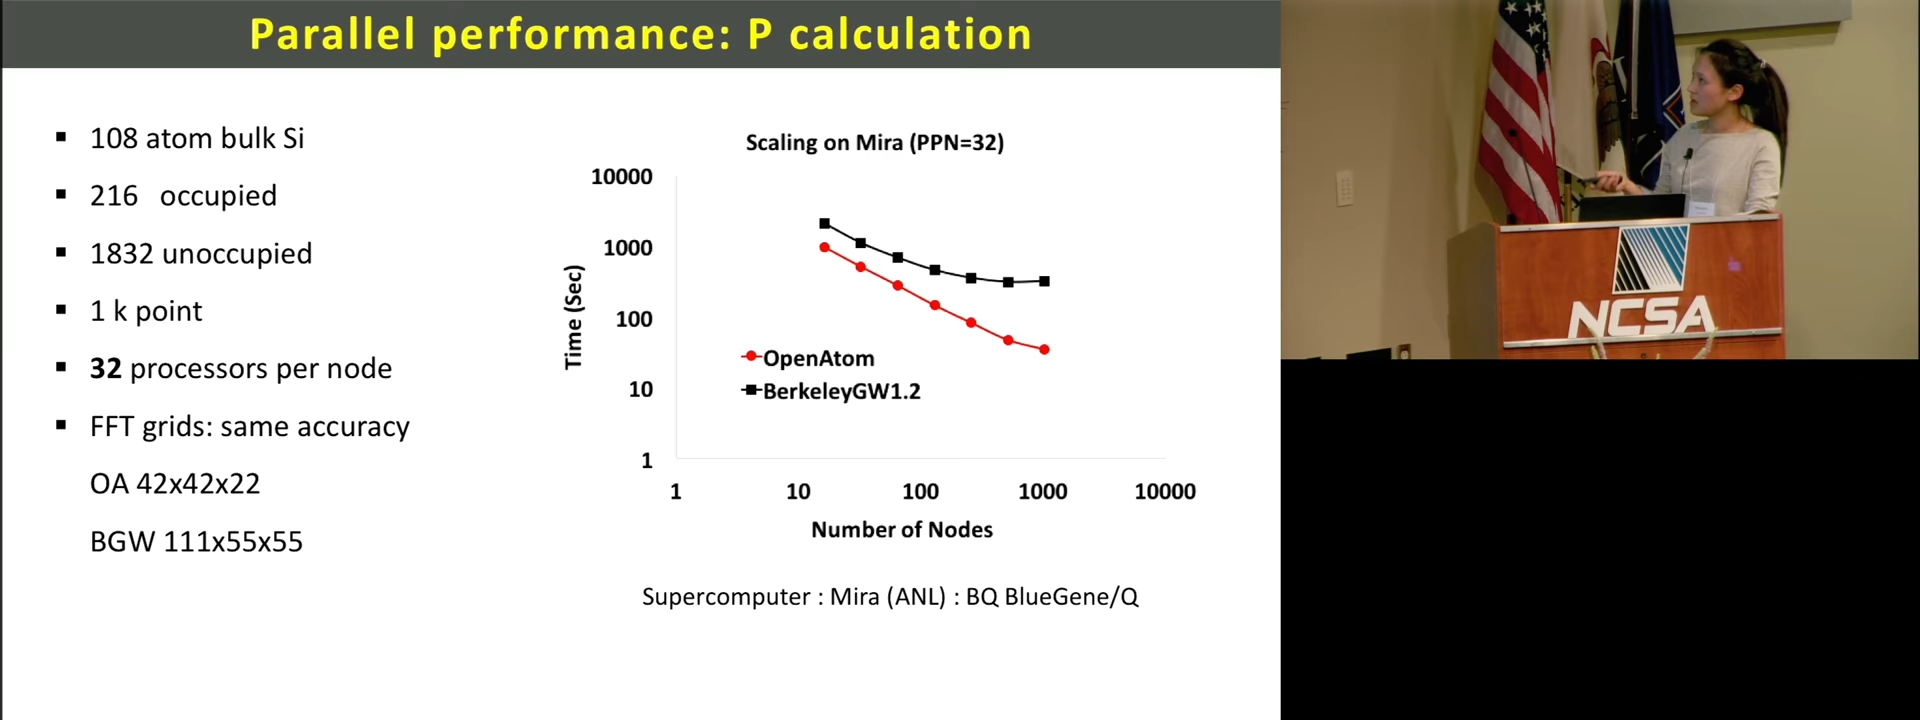 Parallel performance: P calculation
108 atom bulk Si
216 occupied
1832 unoccupied
1 k point
32 processors per node
FFT grids: same accuracy
OA 42x42x22
BGW 111x55x55
Scaling on Mira (PPN=32)
10000
1000
100
10
1
Time (Sec)
OpenAtom
BerkeleyGW1.2
1 10 100 1000 10000
Number of Nodes
Supercomputer : Mira (ANL) : BQ BlueGene/Q
NCSA